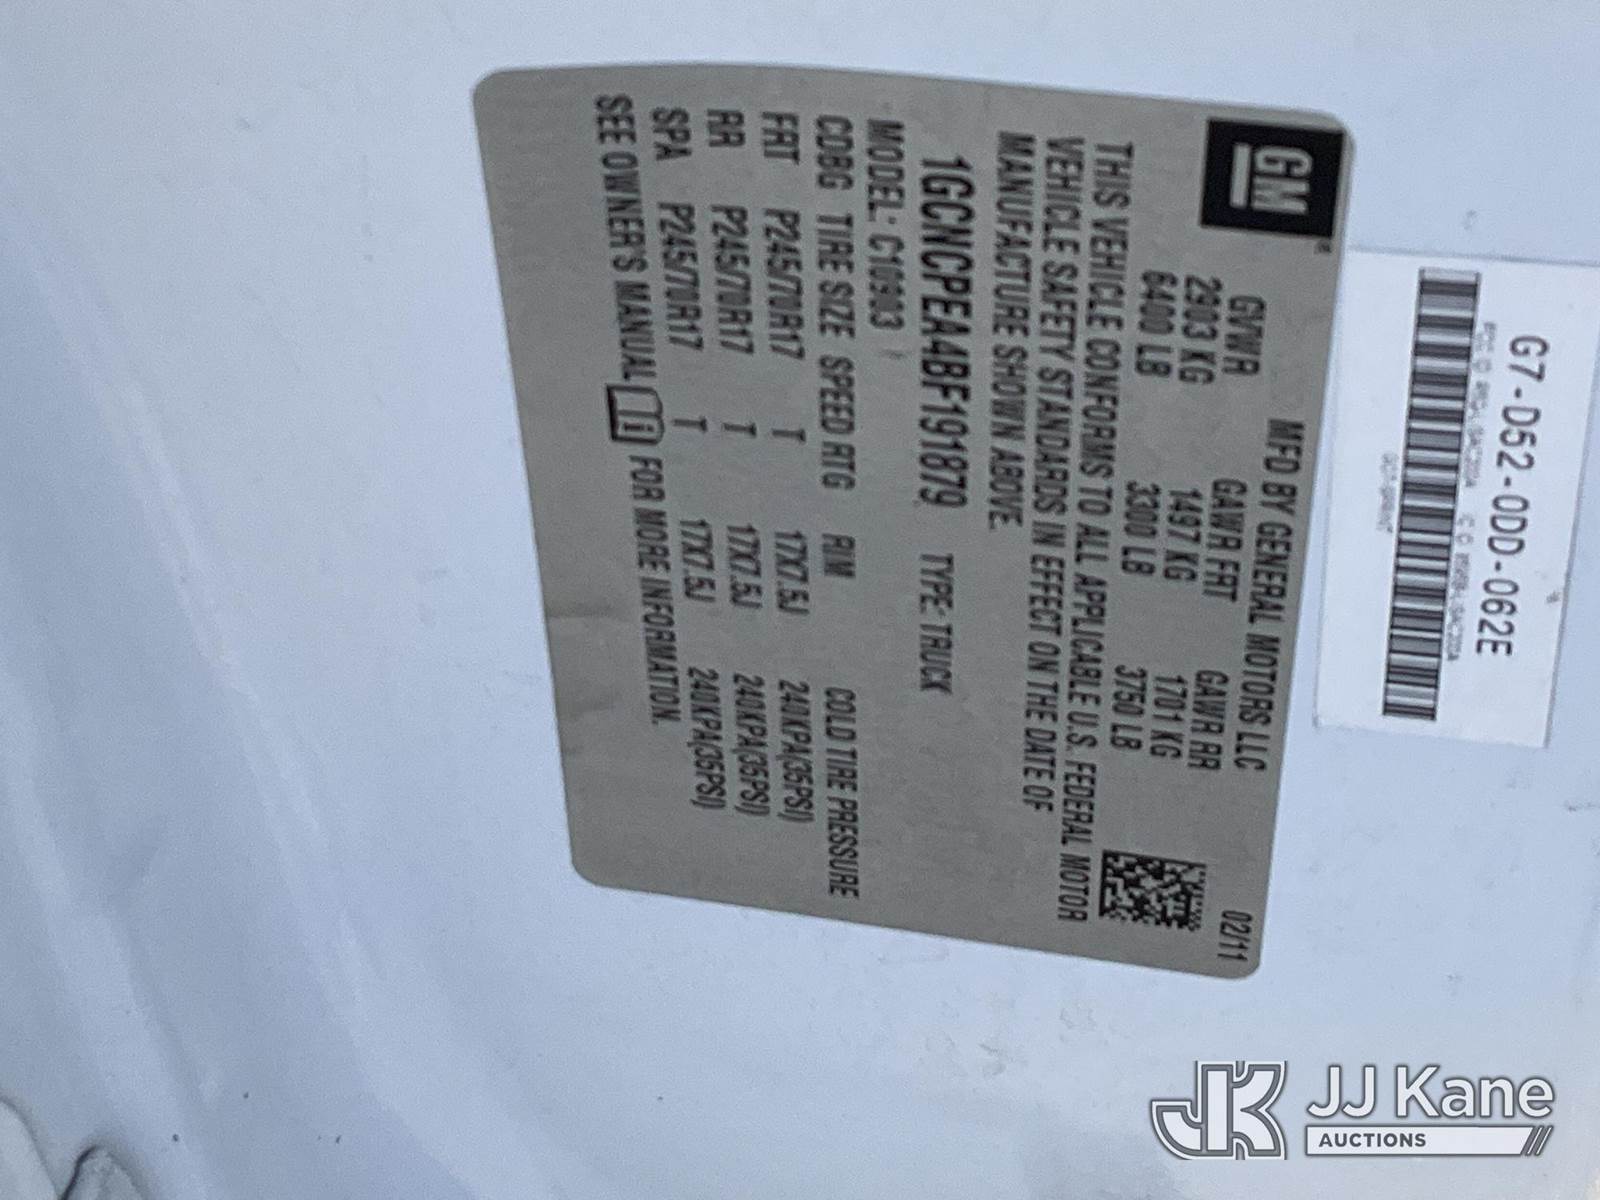 G7-D52-0DD-062E
GM
MFD BY GENERAL MOTORS LLC 02/11
GVWR GAWR FRT GAWR RR
2903 KG 1497 KG 1701 KG
6400 LB 3300 LB 3750 LB
THIS VEHICLE CONFORMS TO ALL APPLICABLE U.S. FEDERAL MOTOR
VEHICLE SAFETY STANDARDS IN EFFECT ON THE DATE OF
MANUFACTURE SHOWN ABOVE.
1GCNCPEA4BF191879 TYPE: TRUCK
MODEL: C10903
CDBG TIRE SIZE SPEED RTG RIM COLD TIRE PRESSURE
FRT P245/70R17 T 17X7.5J 240KPA(35PSI)
RR P245/70R17 T 17X7.5J 240KPA(35PSI)
SPA P245/70R17 T 17X7.5J 240KPA(35PSI)
SEE OWNER'S MANUAL i FOR MORE INFORMATION.
JK JJ Kane
AUCTIONS